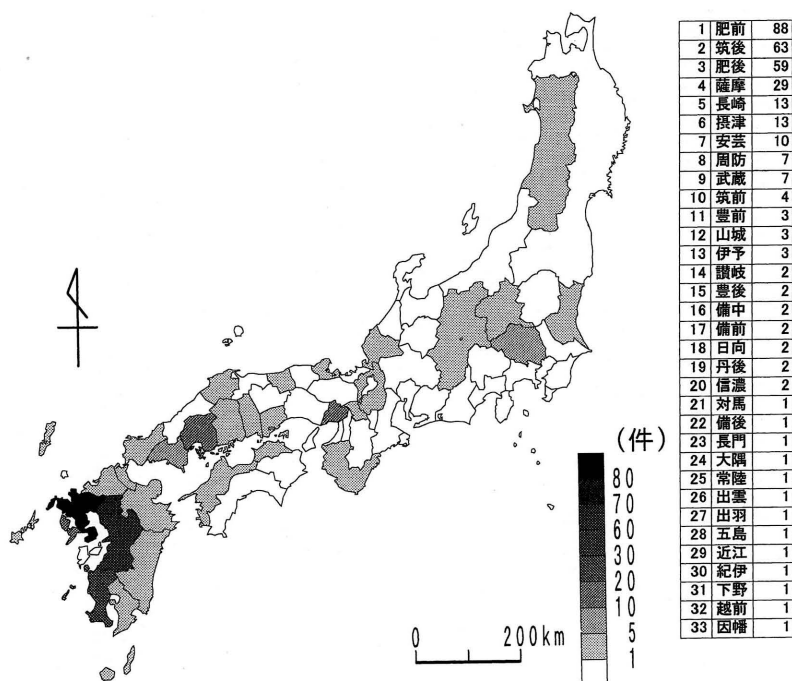 1 肥前 88
2 筑後 63
3 肥後 59
4 薩摩 29
5 長崎 13
6 摂津 13
7 安芸 10
8 周防 7
9 武蔵 7
10 筑前 4
11 豊前 3
12 山城 3
13 伊予 3
14 讃岐 2
15 豊後 2
16 備中 2
17 備前 2
18 日向 2
19 丹後 2
20 信濃 2
21 対馬 1
22 備後 1
23 長門 1
24 大隅 1
25 常陸 1
26 出雲 1
27 出羽 1
28 五島 1
29 近江 1
30 紀伊 1
31 下野 1
32 越前 1
33 因幡 1
(件)
80
70
60
30
20
10
5
1
0 200km